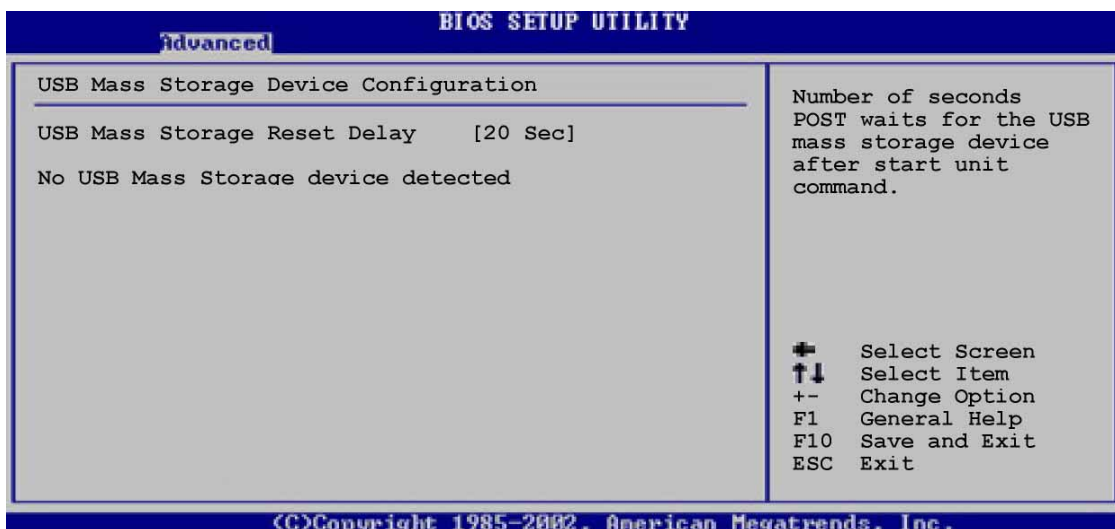 BIOS SETUP UTILITY
Advanced
USB Mass Storage Device Configuration
USB Mass Storage Reset Delay [20 Sec]
No USB Mass Storage device detected
Number of seconds
POST waits for the USB
mass storage device
after start unit
command.
← Select Screen
↑↓ Select Item
+- Change Option
F1 General Help
F10 Save and Exit
ESC Exit
(C)Copyright 1985-2002, American Megatrends, Inc.